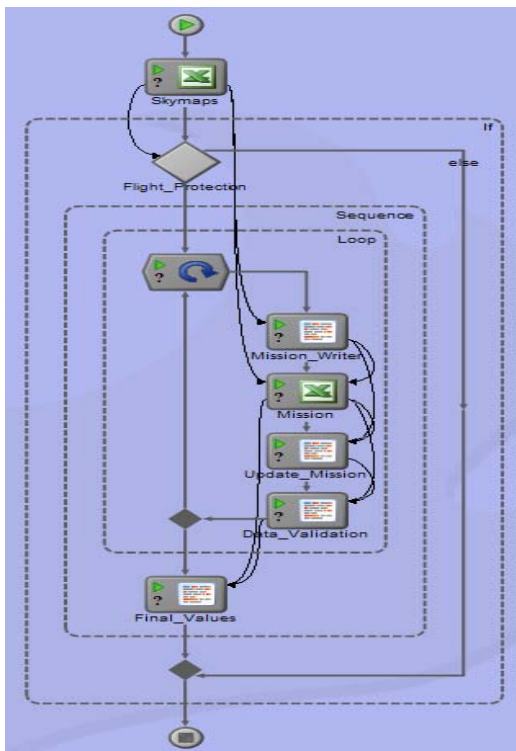 ?
Skymaps
If
else
Flight_Protection
Sequence
Loop
?
?
Mission_Writer
?
Mission
?
Update_Mission
?
Data_Validation
?
Final_Values